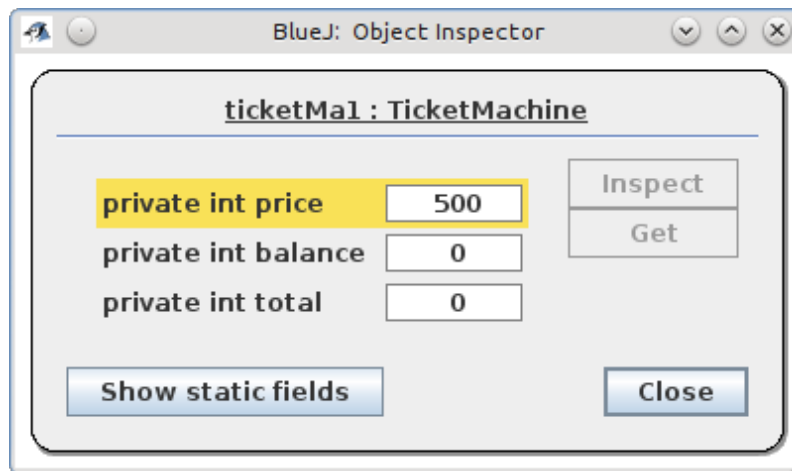 BlueJ: Object Inspector
ticketMa1 : TicketMachine
private int price 500
private int balance 0
private int total 0
Inspect
Get
Show static fields
Close